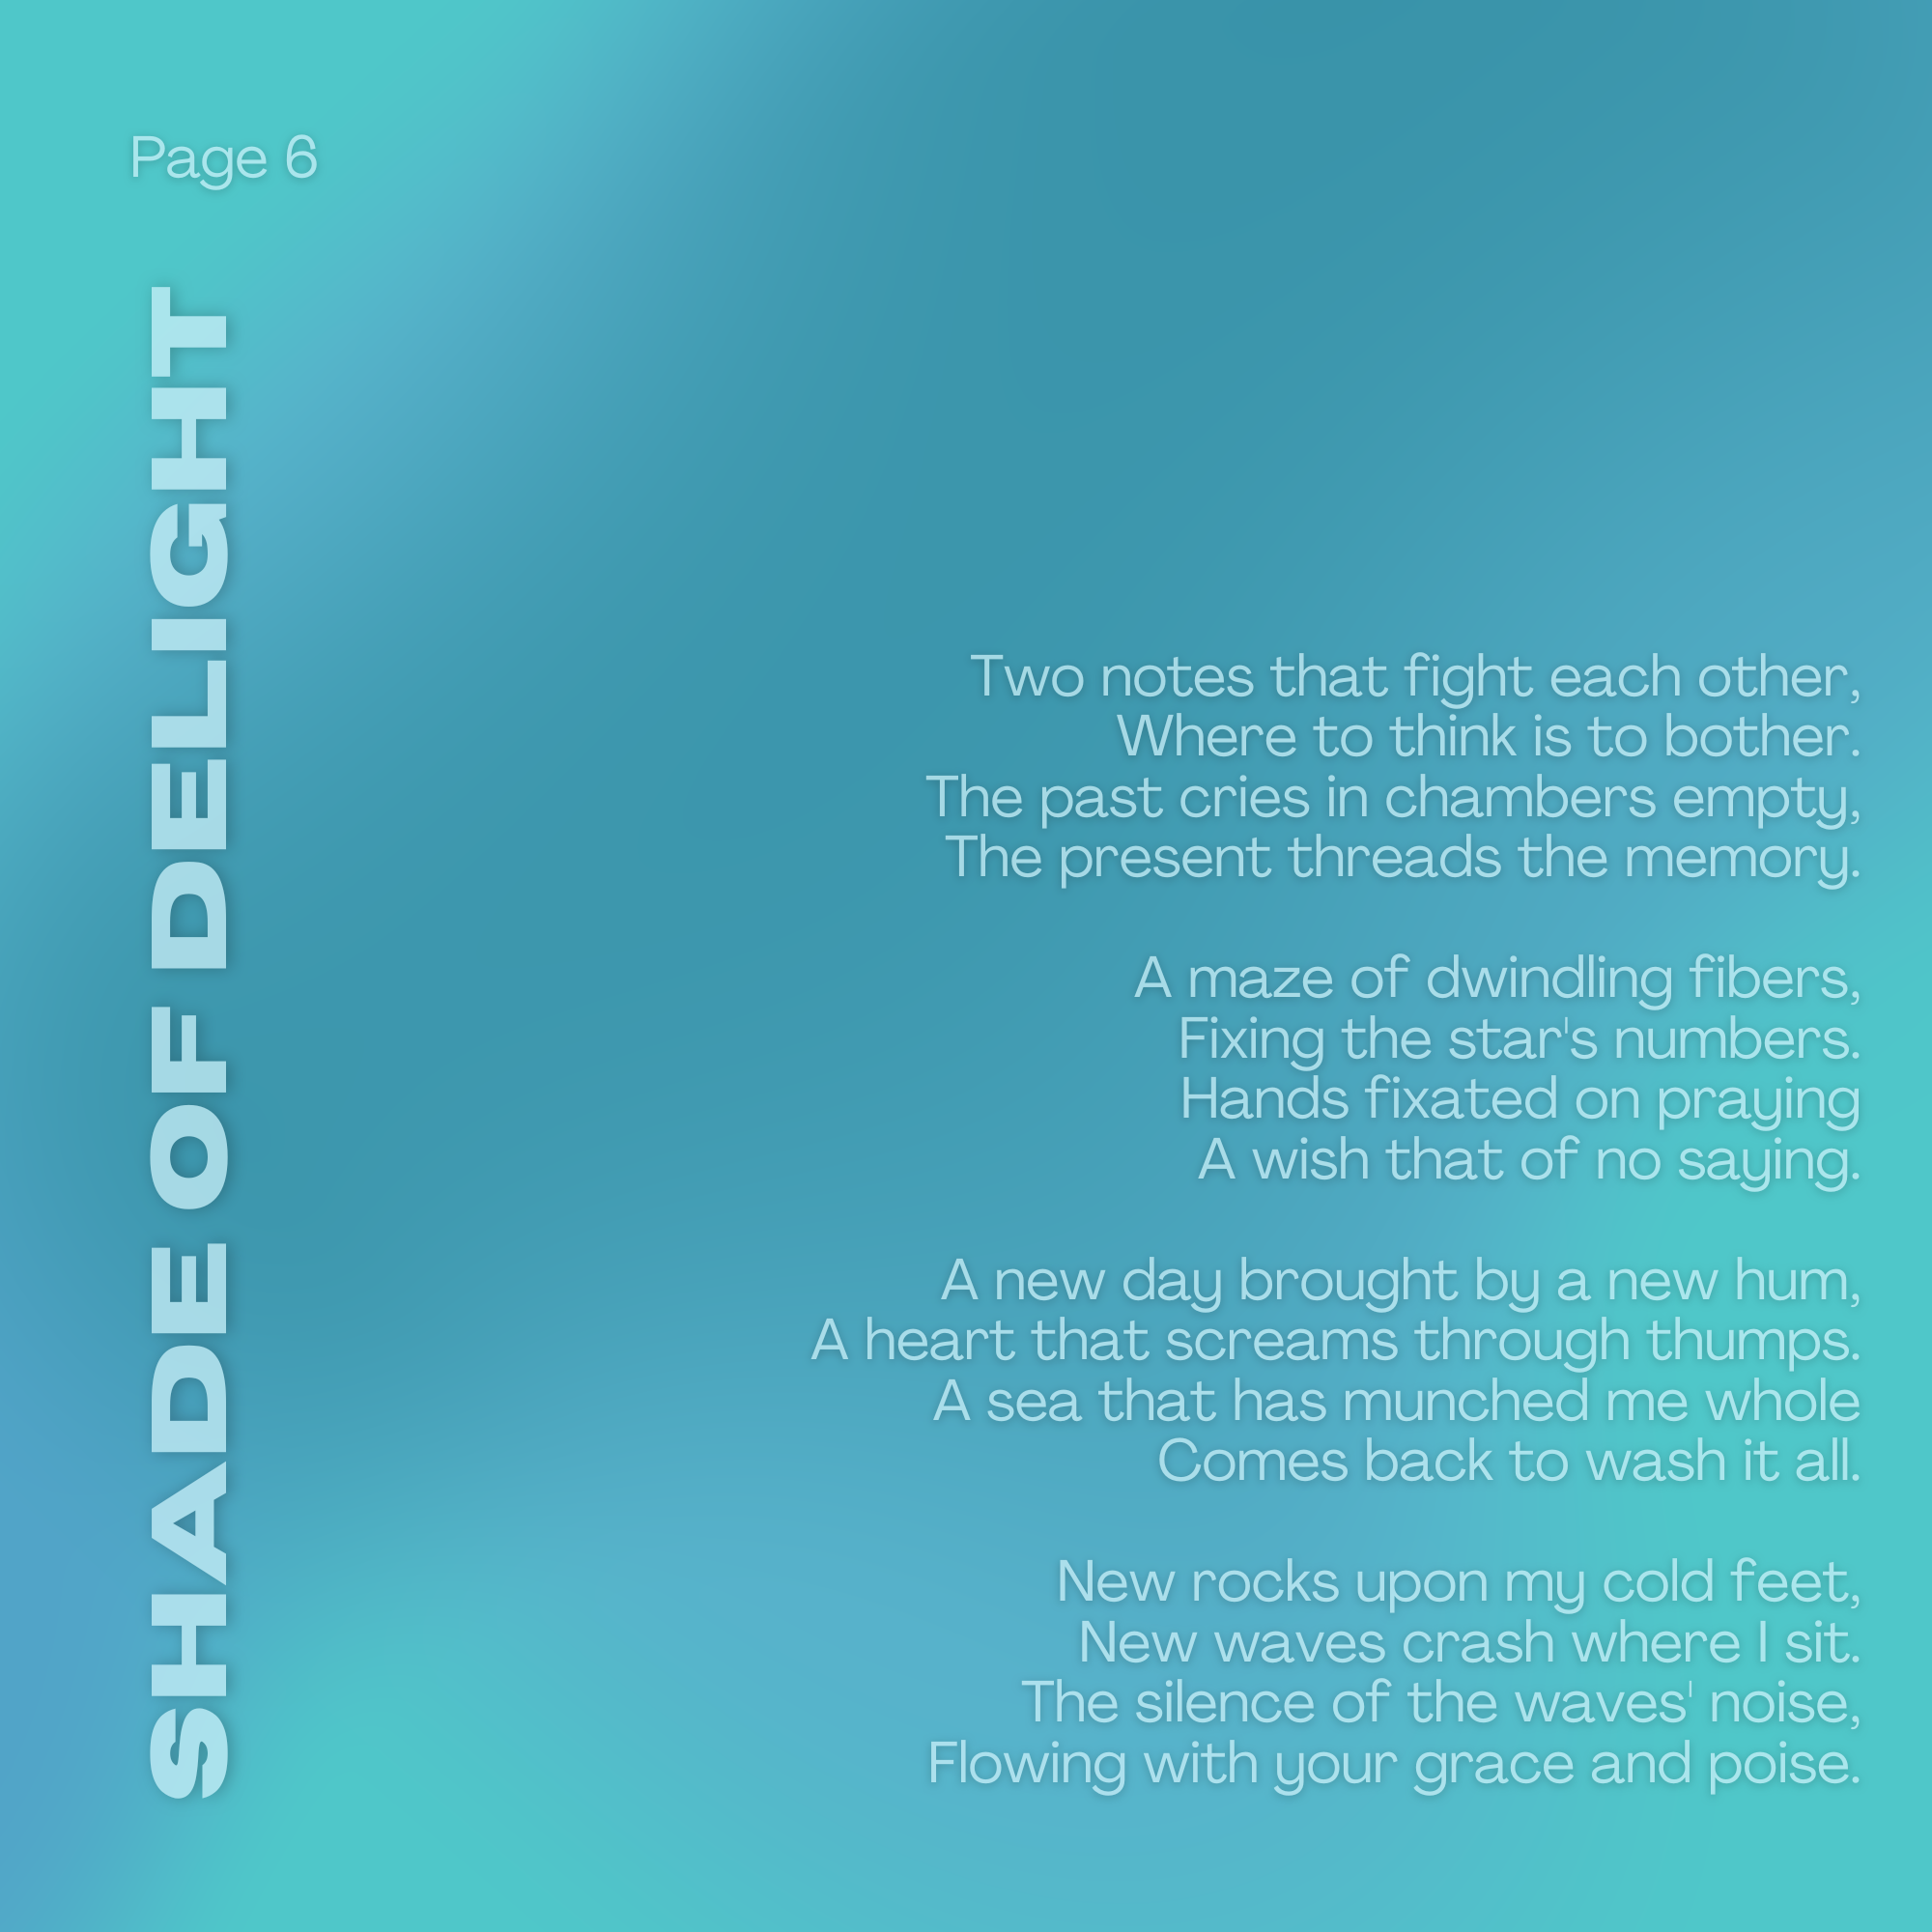 Page 6
SHADE OF DELIGHT
Two notes that fight each other,
Where to think is to bother.
The past cries in chambers empty,
The present threads the memory.
A maze of dwindling fibers,
Fixing the star's numbers.
Hands fixated on praying
A wish that of no saying.
A new day brought by a new hum,
A heart that screams through thumps.
A sea that has munched me whole
Comes back to wash it all.
New rocks upon my cold feet,
New waves crash where I sit.
The silence of the waves' noise,
Flowing with your grace and poise.